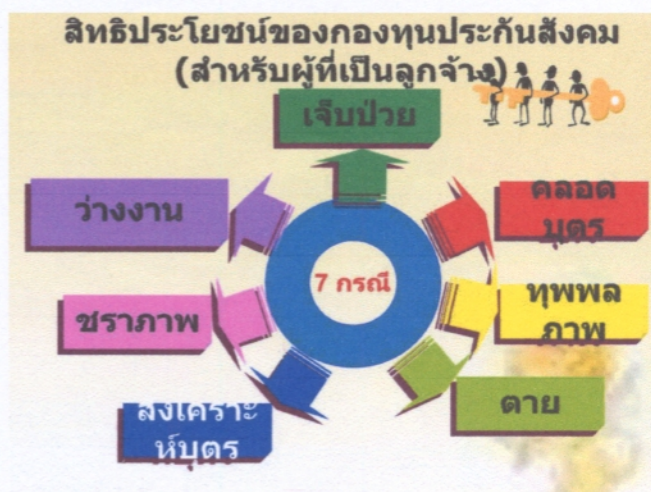 สิทธิประโยชน์ของกองทุนประกันสังคม
(สำหรับผู้ที่เป็นลูกจ้าง)
เจ็บป่วย
คลอด
บุตร
ทุพพล
ภาพ
ตาย
สงเคราะ
ห์บุตร
ชราภาพ
ว่างงาน
7 กรณี